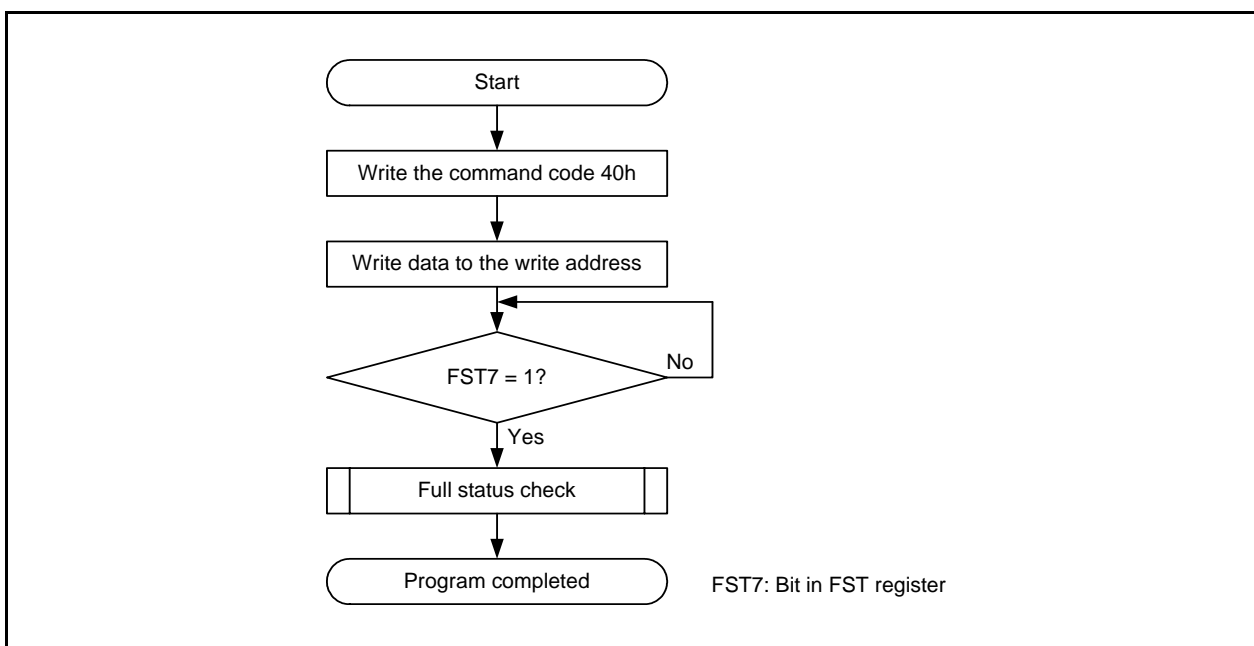 Start
Write the command code 40h
Write data to the write address
FST7 = 1?
No
Yes
Full status check
Program completed
FST7: Bit in FST register